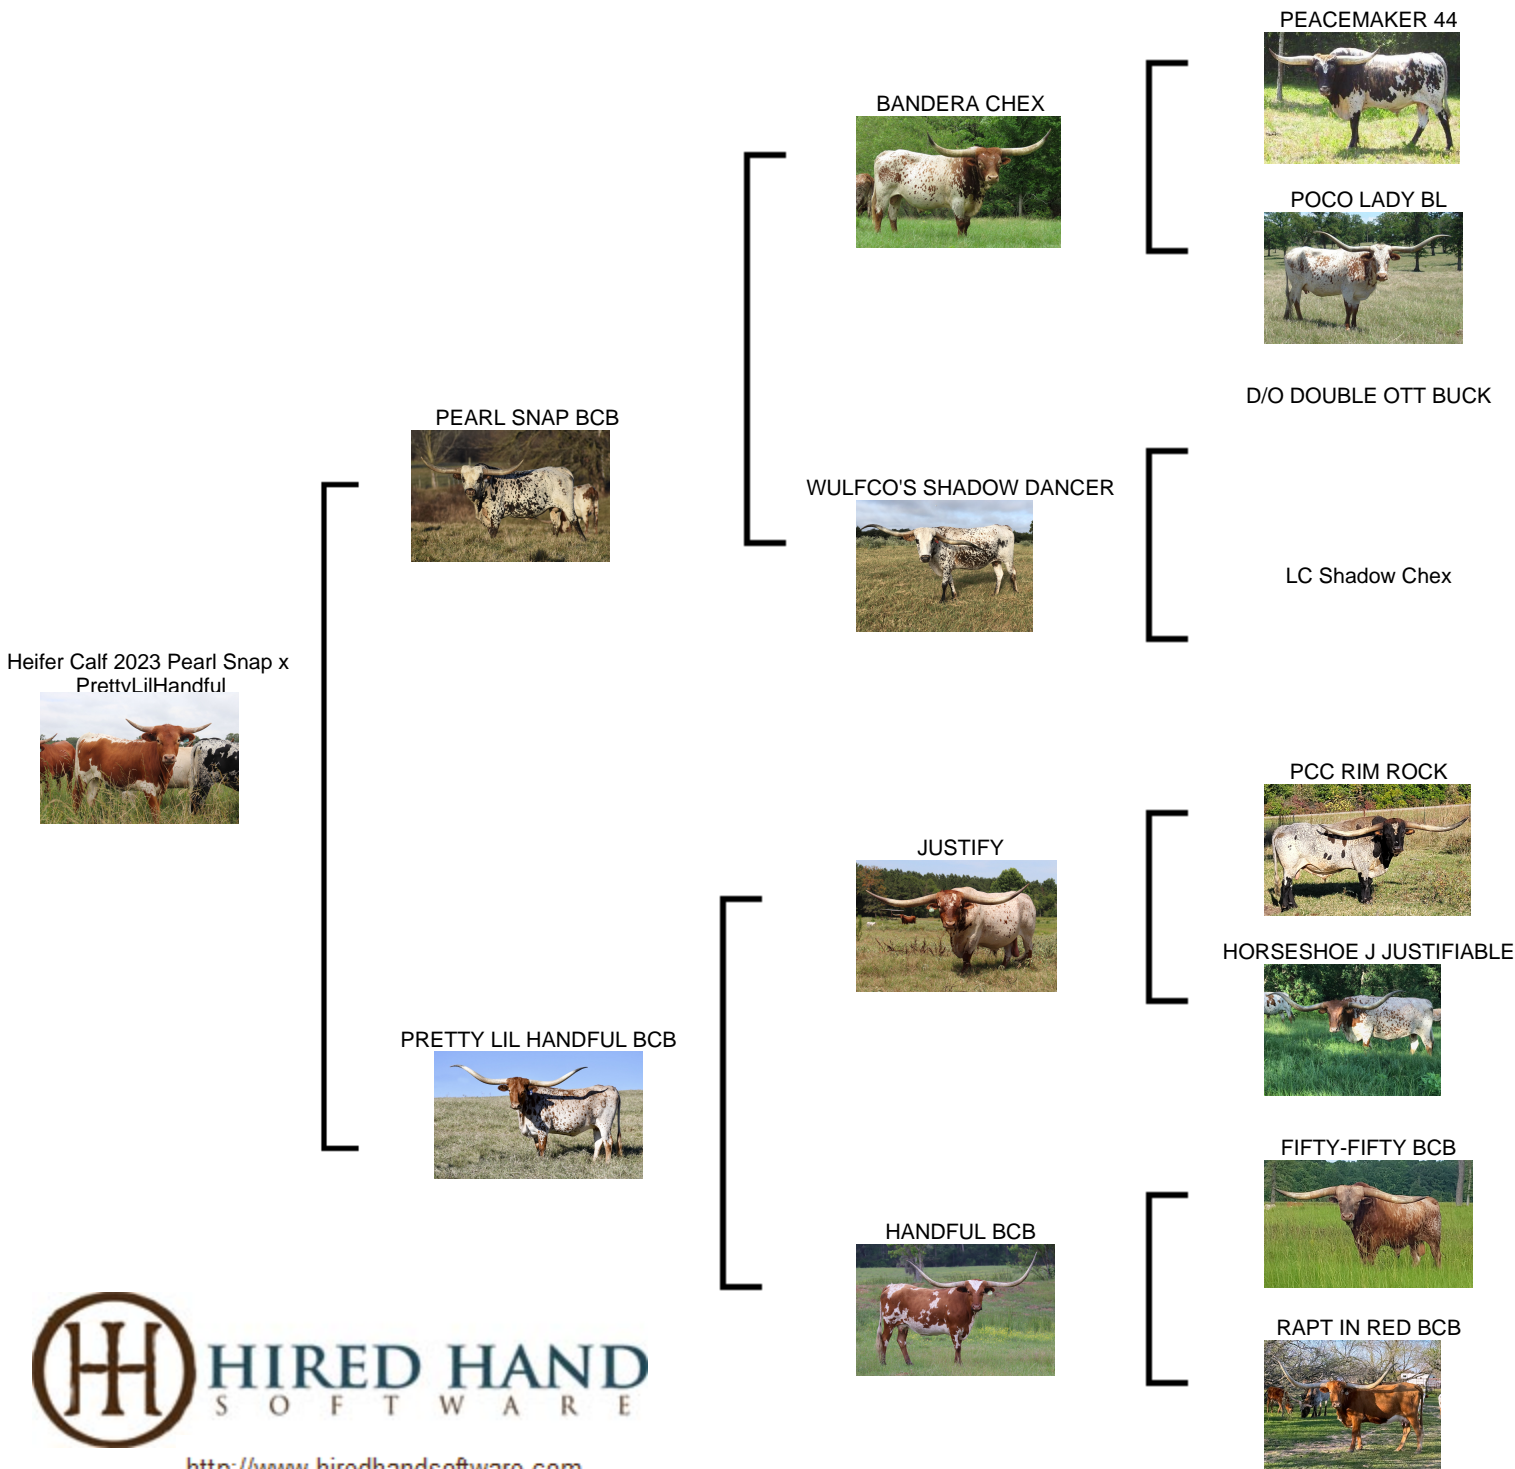 PEACEMAKER 44
BANDERA CHEX
POCO LADY BL
D/O DOUBLE OTT BUCK
PEARL SNAP BCB
WULFCO'S SHADOW DANCER
LC Shadow Chex
Heifer Calf 2023 Pearl Snap x
PrettyLilHandful
PCC RIM ROCK
JUSTIFY
HORSESHOE J JUSTIFIABLE
PRETTY LIL HANDFUL BCB
FIFTY-FIFTY BCB
HANDFUL BCB
RAPT IN RED BCB
HIRED HAND
SOFTWARE
http://www.hiredhandsoftware.com